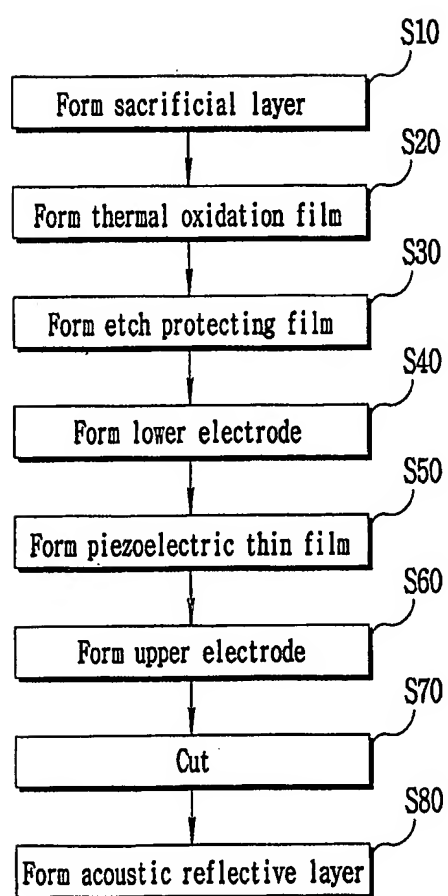 S10
Form sacrificial layer
S20
Form thermal oxidation film
S30
Form etch protecting film
S40
Form lower electrode
S50
Form piezoelectric thin film
S60
Form upper electrode
S70
Cut
S80
Form acoustic reflective layer